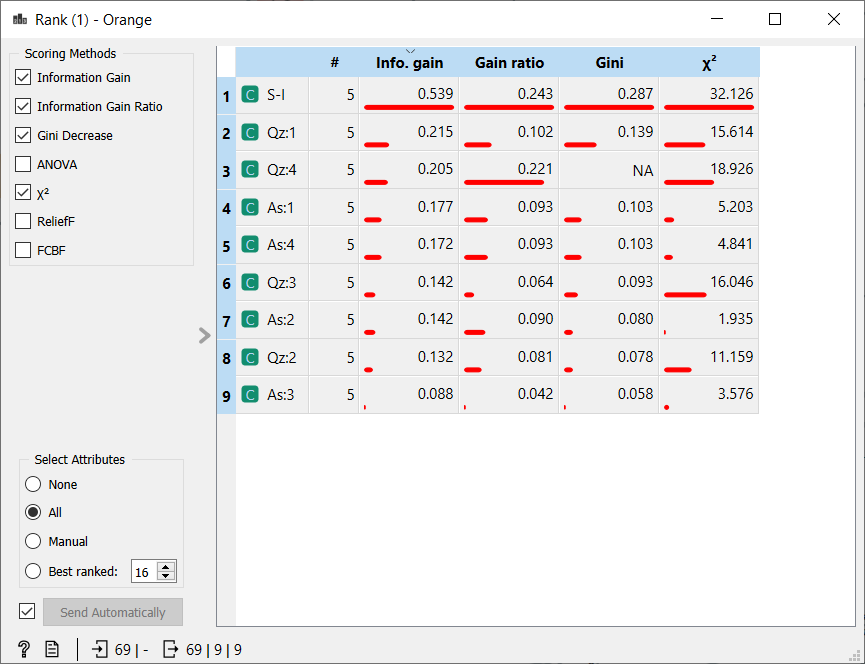 Rank (1) - Orange
Scoring Methods
Information Gain
Information Gain Ratio
Gini Decrease
ANOVA
χ²
ReliefF
FCBF
# Info. gain Gain ratio Gini χ²
1 C S-I 5 0.539 0.243 0.287 32.126
2 C Qz:1 5 0.215 0.102 0.139 15.614
3 C Qz:4 5 0.205 0.221 NA 18.926
4 C As:1 5 0.177 0.093 0.103 5.203
5 C As:4 5 0.172 0.093 0.103 4.841
6 C Qz:3 5 0.142 0.064 0.093 16.046
7 C As:2 5 0.142 0.090 0.080 1.935
8 C Qz:2 5 0.132 0.081 0.078 11.159
9 C As:3 5 0.088 0.042 0.058 3.576
Select Attributes
None
All
Manual
Best ranked: 16
Send Automatically
? 69 | - 69 | 9 | 9